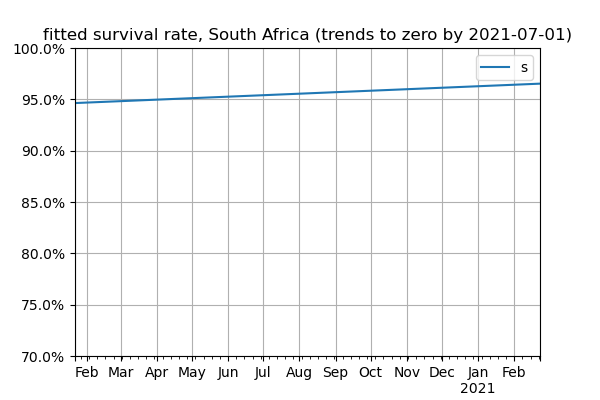 fitted survival rate, South Africa (trends to zero by 2021-07-01)
100.0%
s
95.0%
90.0%
85.0%
80.0%
75.0%
70.0%
Feb Mar Apr May Jun Jul Aug Sep Oct Nov Dec Jan Feb
2021